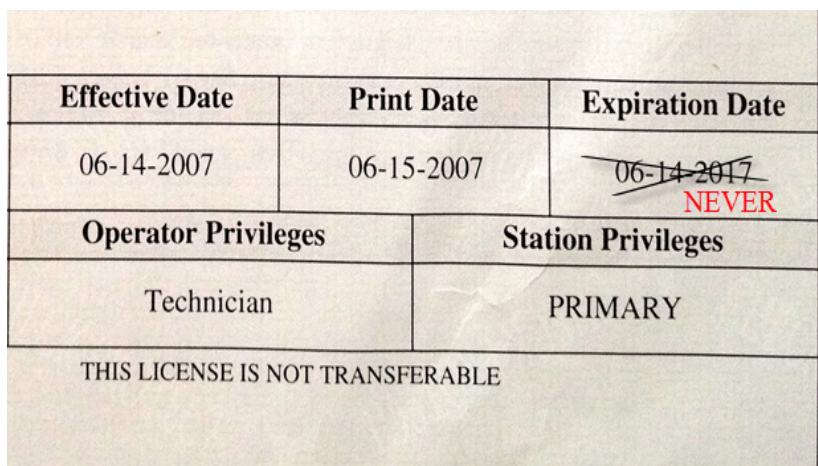 Effective Date Print Date Expiration Date
06-14-2007 06-15-2007 06-14-2017
NEVER
Operator Privileges Station Privileges
Technician PRIMARY
THIS LICENSE IS NOT TRANSFERABLE